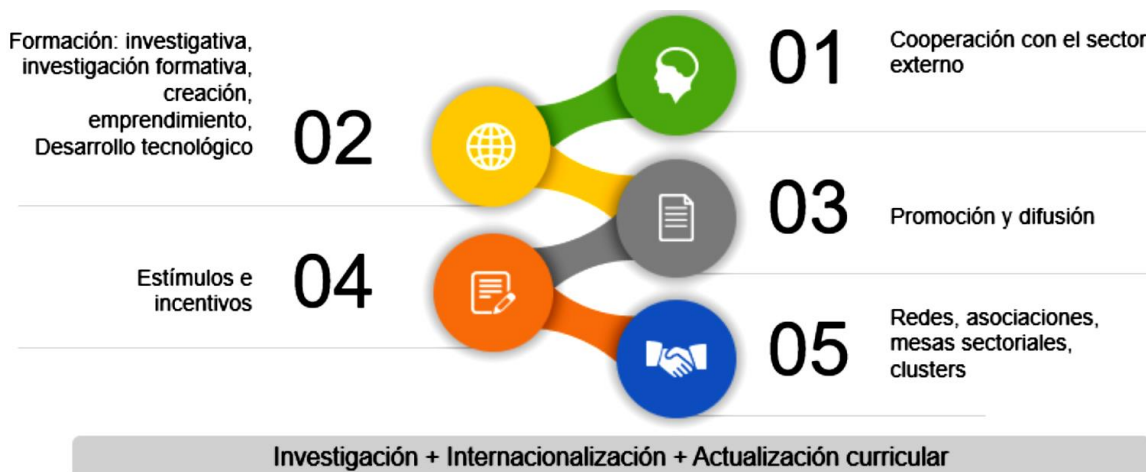 01
Cooperación con el sector
externo
Formación: investigativa,
investigación formativa,
creación,
emprendimiento,
Desarrollo tecnológico
02
03
Promoción y difusión
Estímulos e
incentivos
04
05
Redes, asociaciones,
mesas sectoriales,
clusters
Investigación + Internacionalización + Actualización curricular